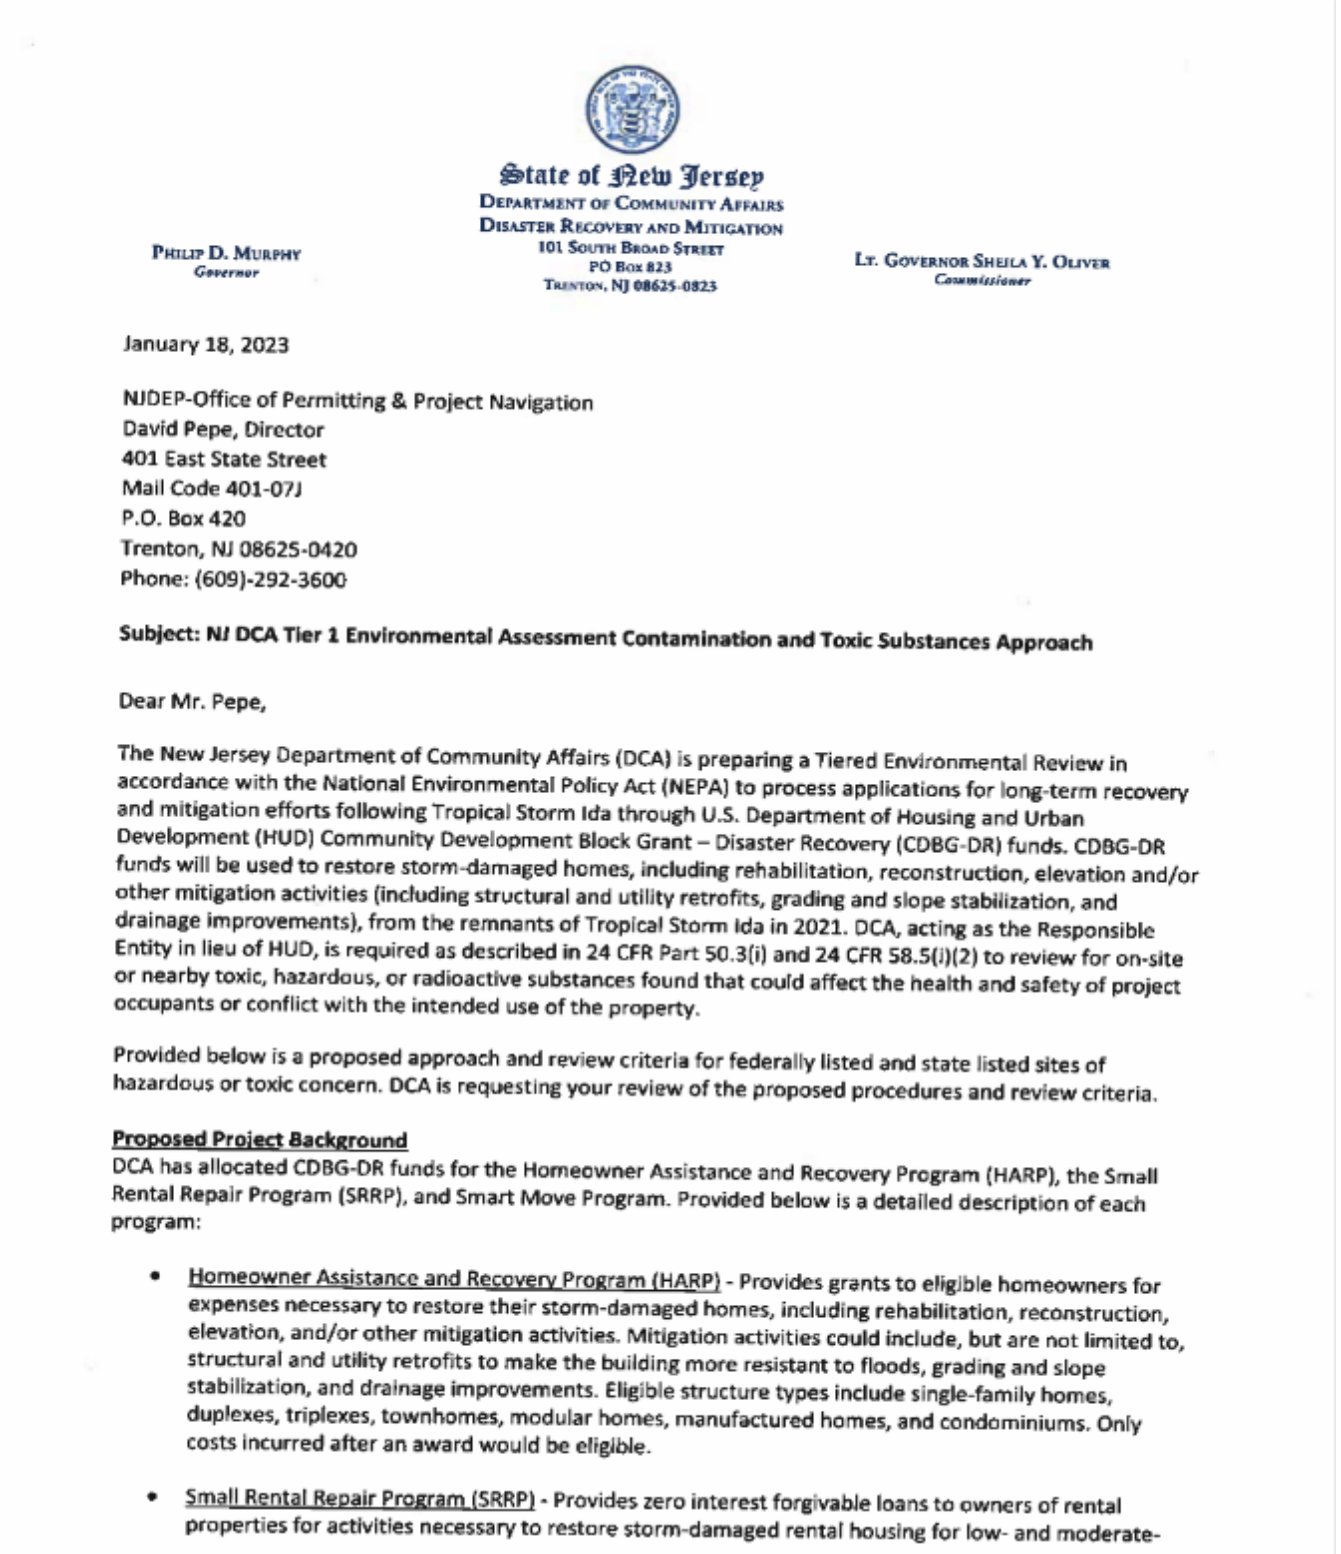 State of New Jersey
DEPARTMENT OF COMMUNITY AFFAIRS
DISASTER RECOVERY AND MITIGATION
101 SOUTH BROAD STREET
PO BOX 823
TRENTON, NJ 08625-0823
PHILIP D. MURPHY
Governor
LT. GOVERNOR SHEILA Y. OLIVER
Commissioner
January 18, 2023
NJDEP-Office of Permitting & Project Navigation
David Pepe, Director
401 East State Street
Mail Code 401-07J
P.O. Box 420
Trenton, NJ 08625-0420
Phone: (609)-292-3600
Subject: NJ DCA Tier 1 Environmental Assessment Contamination and Toxic Substances Approach
Dear Mr. Pepe,
The New Jersey Department of Community Affairs (DCA) is preparing a Tiered Environmental Review in
accordance with the National Environmental Policy Act (NEPA) to process applications for long-term recovery
and mitigation efforts following Tropical Storm Ida through U.S. Department of Housing and Urban
Development (HUD) Community Development Block Grant – Disaster Recovery (CDBG-DR) funds. CDBG-DR
funds will be used to restore storm-damaged homes, including rehabilitation, reconstruction, elevation and/or
other mitigation activities (including structural and utility retrofits, grading and slope stabilization, and
drainage improvements), from the remnants of Tropical Storm Ida in 2021. DCA, acting as the Responsible
Entity in lieu of HUD, is required as described in 24 CFR Part 50.3(i) and 24 CFR 58.5(i)(2) to review for on-site
or nearby toxic, hazardous, or radioactive substances found that could affect the health and safety of project
occupants or conflict with the intended use of the property.
Provided below is a proposed approach and review criteria for federally listed and state listed sites of
hazardous or toxic concern. DCA is requesting your review of the proposed procedures and review criteria.
Proposed Project Background
DCA has allocated CDBG-DR funds for the Homeowner Assistance and Recovery Program (HARP), the Small
Rental Repair Program (SRRP), and Smart Move Program. Provided below is a detailed description of each
program:
• Homeowner Assistance and Recovery Program (HARP) - Provides grants to eligible homeowners for
expenses necessary to restore their storm-damaged homes, including rehabilitation, reconstruction,
elevation, and/or other mitigation activities. Mitigation activities could include, but are not limited to,
structural and utility retrofits to make the building more resistant to floods, grading and slope
stabilization, and drainage improvements. Eligible structure types include single-family homes,
duplexes, triplexes, townhomes, modular homes, manufactured homes, and condominiums. Only
costs incurred after an award would be eligible.
• Small Rental Repair Program (SRRP) - Provides zero interest forgivable loans to owners of rental
properties for activities necessary to restore storm-damaged rental housing for low- and moderate-